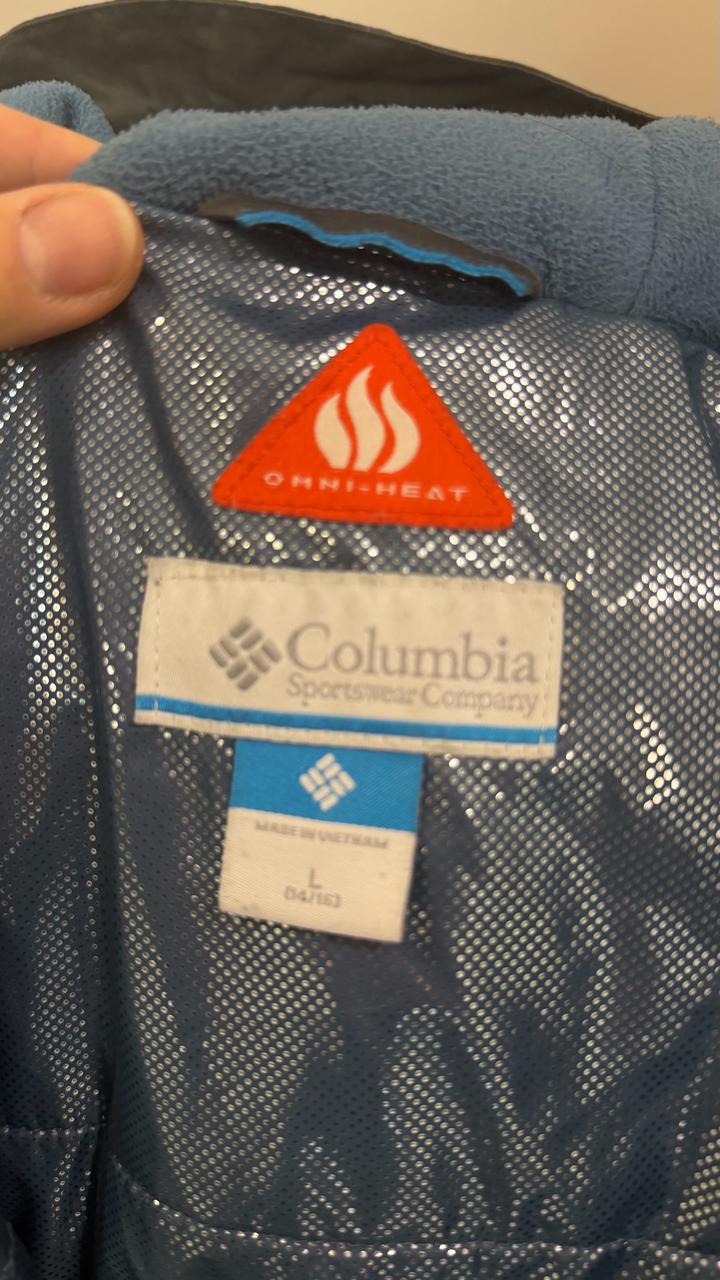 OMNI-HEAT
Columbia
Sportswear Company
MADE IN VIETNAM
L
(14/16)